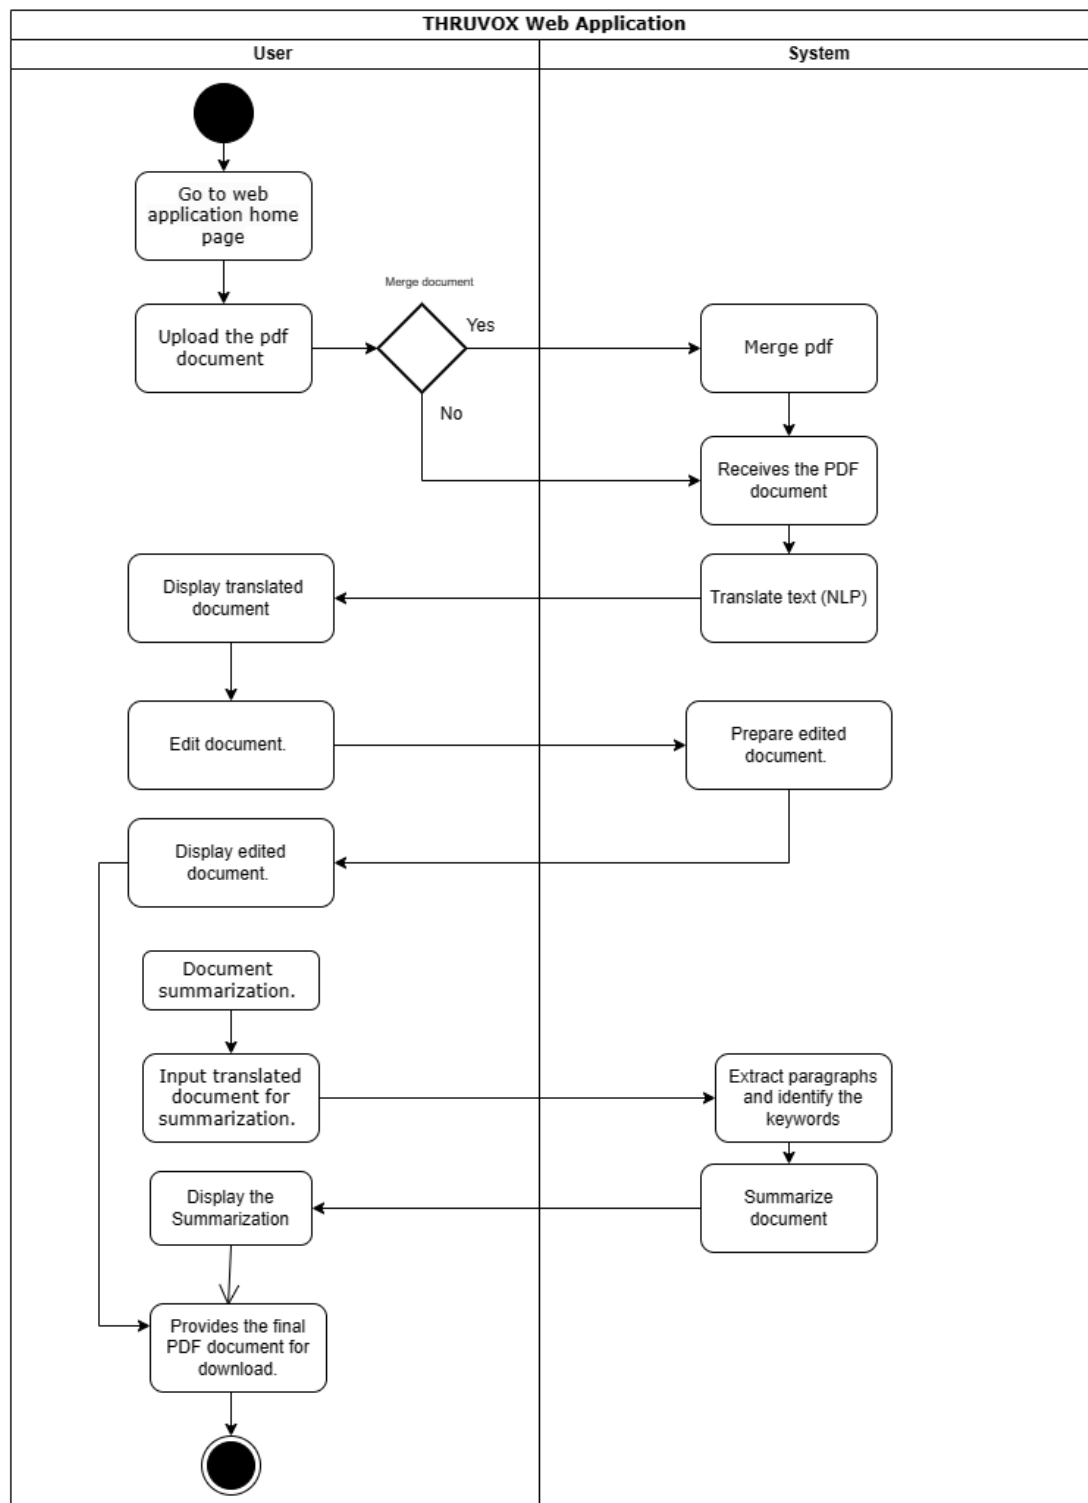 THRUVOX Web Application
User
System
Go to web
application home
page
Merge document
Upload the pdf
document
Yes
No
Merge pdf
Receives the PDF
document
Display translated
document
Translate text (NLP)
Edit document.
Prepare edited
document.
Display edited
document.
Document
summarization.
Input translated
document for
summarization.
Extract paragraphs
and identify the
keywords
Display the
Summarization
Summarize
document
Provides the final
PDF document for
download.